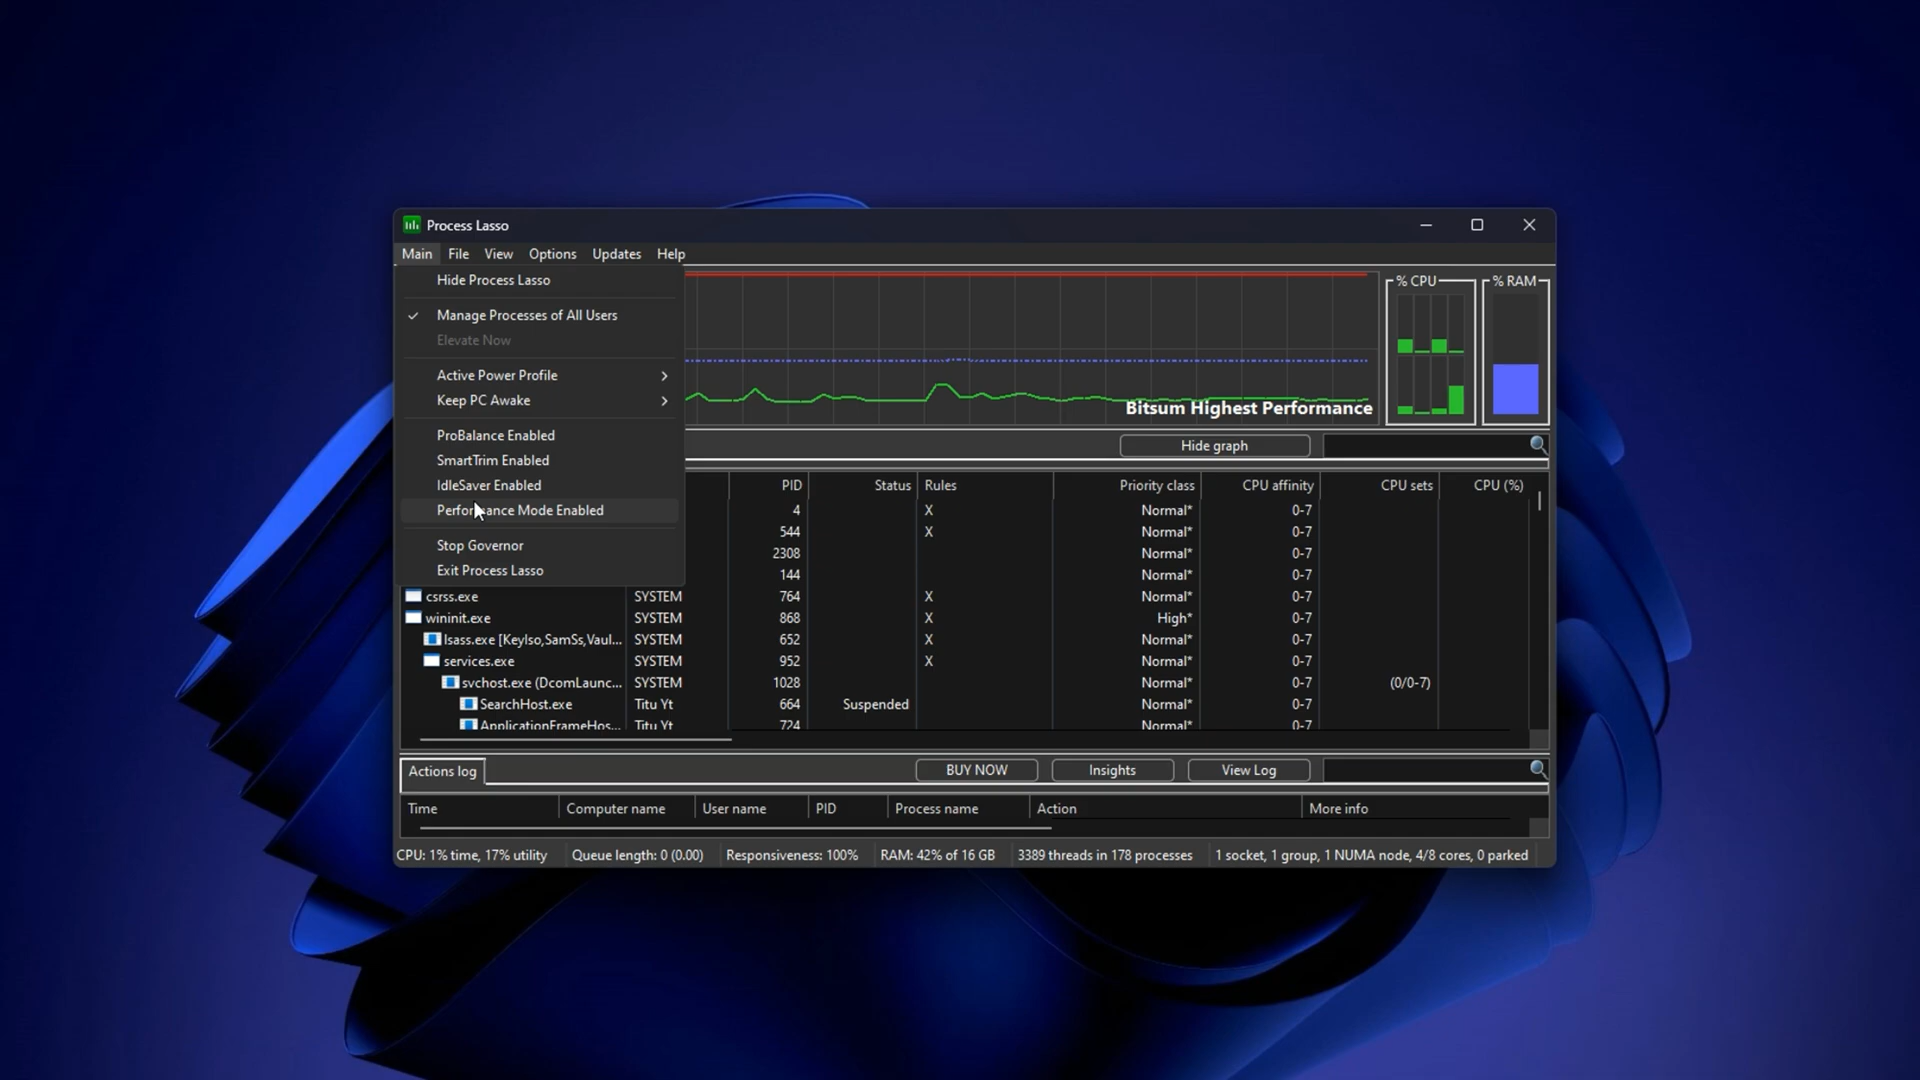 Process Lasso
Main File View Options Updates Help
Hide Process Lasso
Manage Processes of All Users
Elevate Now
Active Power Profile
Keep PC Awake
ProBalance Enabled
SmartTrim Enabled
IdleSaver Enabled
Performance Mode Enabled
Stop Governor
Exit Process Lasso
% CPU
% RAM
Bitsum Highest Performance
Hide graph
PID Status Rules Priority class CPU affinity CPU sets CPU (%)
4 X Normal* 0-7
544 X Normal* 0-7
2308 Normal* 0-7
144 Normal* 0-7
csrss.exe SYSTEM 764 X Normal* 0-7
wininit.exe SYSTEM 868 X High* 0-7
lsass.exe [KeyIso,SamSs,Vaul... SYSTEM 652 X Normal* 0-7
services.exe SYSTEM 952 X Normal* 0-7
svchost.exe (DcomLaunc... SYSTEM 1028 Normal* 0-7 (0/0-7)
SearchHost.exe Titu Yt 664 Suspended Normal* 0-7
ApplicationFrameHos... Titu Yt 724 Normal* 0-7
Actions log BUY NOW Insights View Log
Time Computer name User name PID Process name Action More info
CPU: 1% time, 17% utility Queue length: 0 (0.00) Responsiveness: 100% RAM: 42% of 16 GB 3389 threads in 178 processes 1 socket, 1 group, 1 NUMA node, 4/8 cores, 0 parked